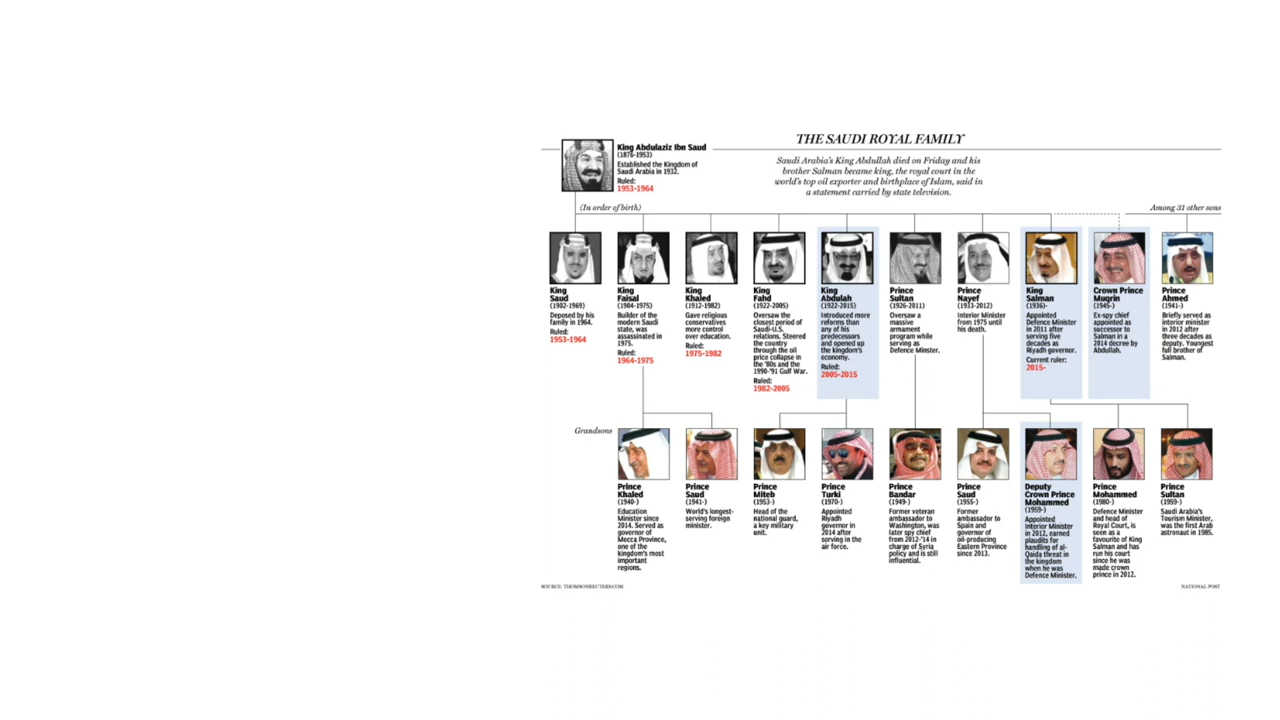 THE SAUDI ROYAL FAMILY
King Abdulaziz Ibn Saud
(1876-1953)
Established the Kingdom of
Saudi Arabia in 1932.
Ruled:
1953-1964
Saudi Arabia's King Abdullah died on Friday and his
brother Salman became king, the royal court in the
world's top oil exporter and birthplace of Islam, said in
a statement carried by state television.
(In order of birth)
Among 31 other sons
King
Saud
(1902-1969)
Deposed by his
family in 1964.
Ruled:
1953-1964
King
Faisal
(1904-1975)
Builder of the
modern Saudi
state, was
assassinated in
1975.
Ruled:
1964-1975
King
Khaled
(1912-1982)
Gave religious
conservatives
more control
over education.
Ruled:
1975-1982
King
Fahd
(1922-2005)
Oversaw the
closest period of
Saudi-U.S.
relations. Steered
the country
through the oil
price collapse in
the '80s and the
1990-'91 Gulf War.
Ruled:
1982-2005
King
Abdulah
(1922-2015)
Introduced more
reforms than
any of his
predecessors
and opened up
the kingdom's
economy.
Ruled:
2005-2015
Prince
Sultan
(1926-2011)
Oversaw a
massive
armament
program while
serving as
Defence Minster.
Prince
Nayef
(1933-2012)
Interior Minister
from 1975 until
his death.
King
Salman
(1936-)
Appointed
Defence Minister
in 2011 after
serving five
decades as
Riyadh governor.
Current ruler:
2015-
Crown Prince
Muqrin
(1945-)
Ex-spy chief
appointed as
successor to
Salman in a
2014 decree by
Abdullah.
Prince
Ahmed
(1941-)
Briefly served as
interior minister
in 2012 after
three decades as
deputy. Youngest
full brother of
Salman.
Grandsons
Prince
Khaled
(1940-)
Education
Minister since
2014. Served as
governor of
Mecca Province,
one of the
kingdom's most
important
regions.
Prince
Saud
(1941-)
World's longest-
serving foreign
minister.
Prince
Miteb
(1953-)
Head of the
national guard,
a key military
unit.
Prince
Turki
(1970-)
Appointed
Riyadh
governor in
2014 after
serving in the
air force.
Prince
Bandar
(1949-)
Former veteran
ambassador to
Washington, was
later spy chief
from 2012-'14 in
charge of Syria
policy and is still
influential.
Prince
Saud
(1955-)
Former
ambassador to
Spain and
governor of
oil-producing
Eastern Province
since 2013.
Deputy
Crown Prince
Mohammed
(1959-)
Appointed
Interior Minister
in 2012, earned
plaudits for
handling of al-
Qaida threat in
the kingdom
when he was
Defence Minister.
Prince
Mohammed
(1980-)
Defence Minister
and head of
Royal Court, is
seen as a
favourite of King
Salman and has
run his court
since he was
made crown
prince in 2012.
Prince
Sultan
(1959-)
Saudi Arabia's
Tourism Minister,
was the first Arab
astronaut in 1985.
SOURCE: THOMSONREUTERS.COM
NATIONAL POST